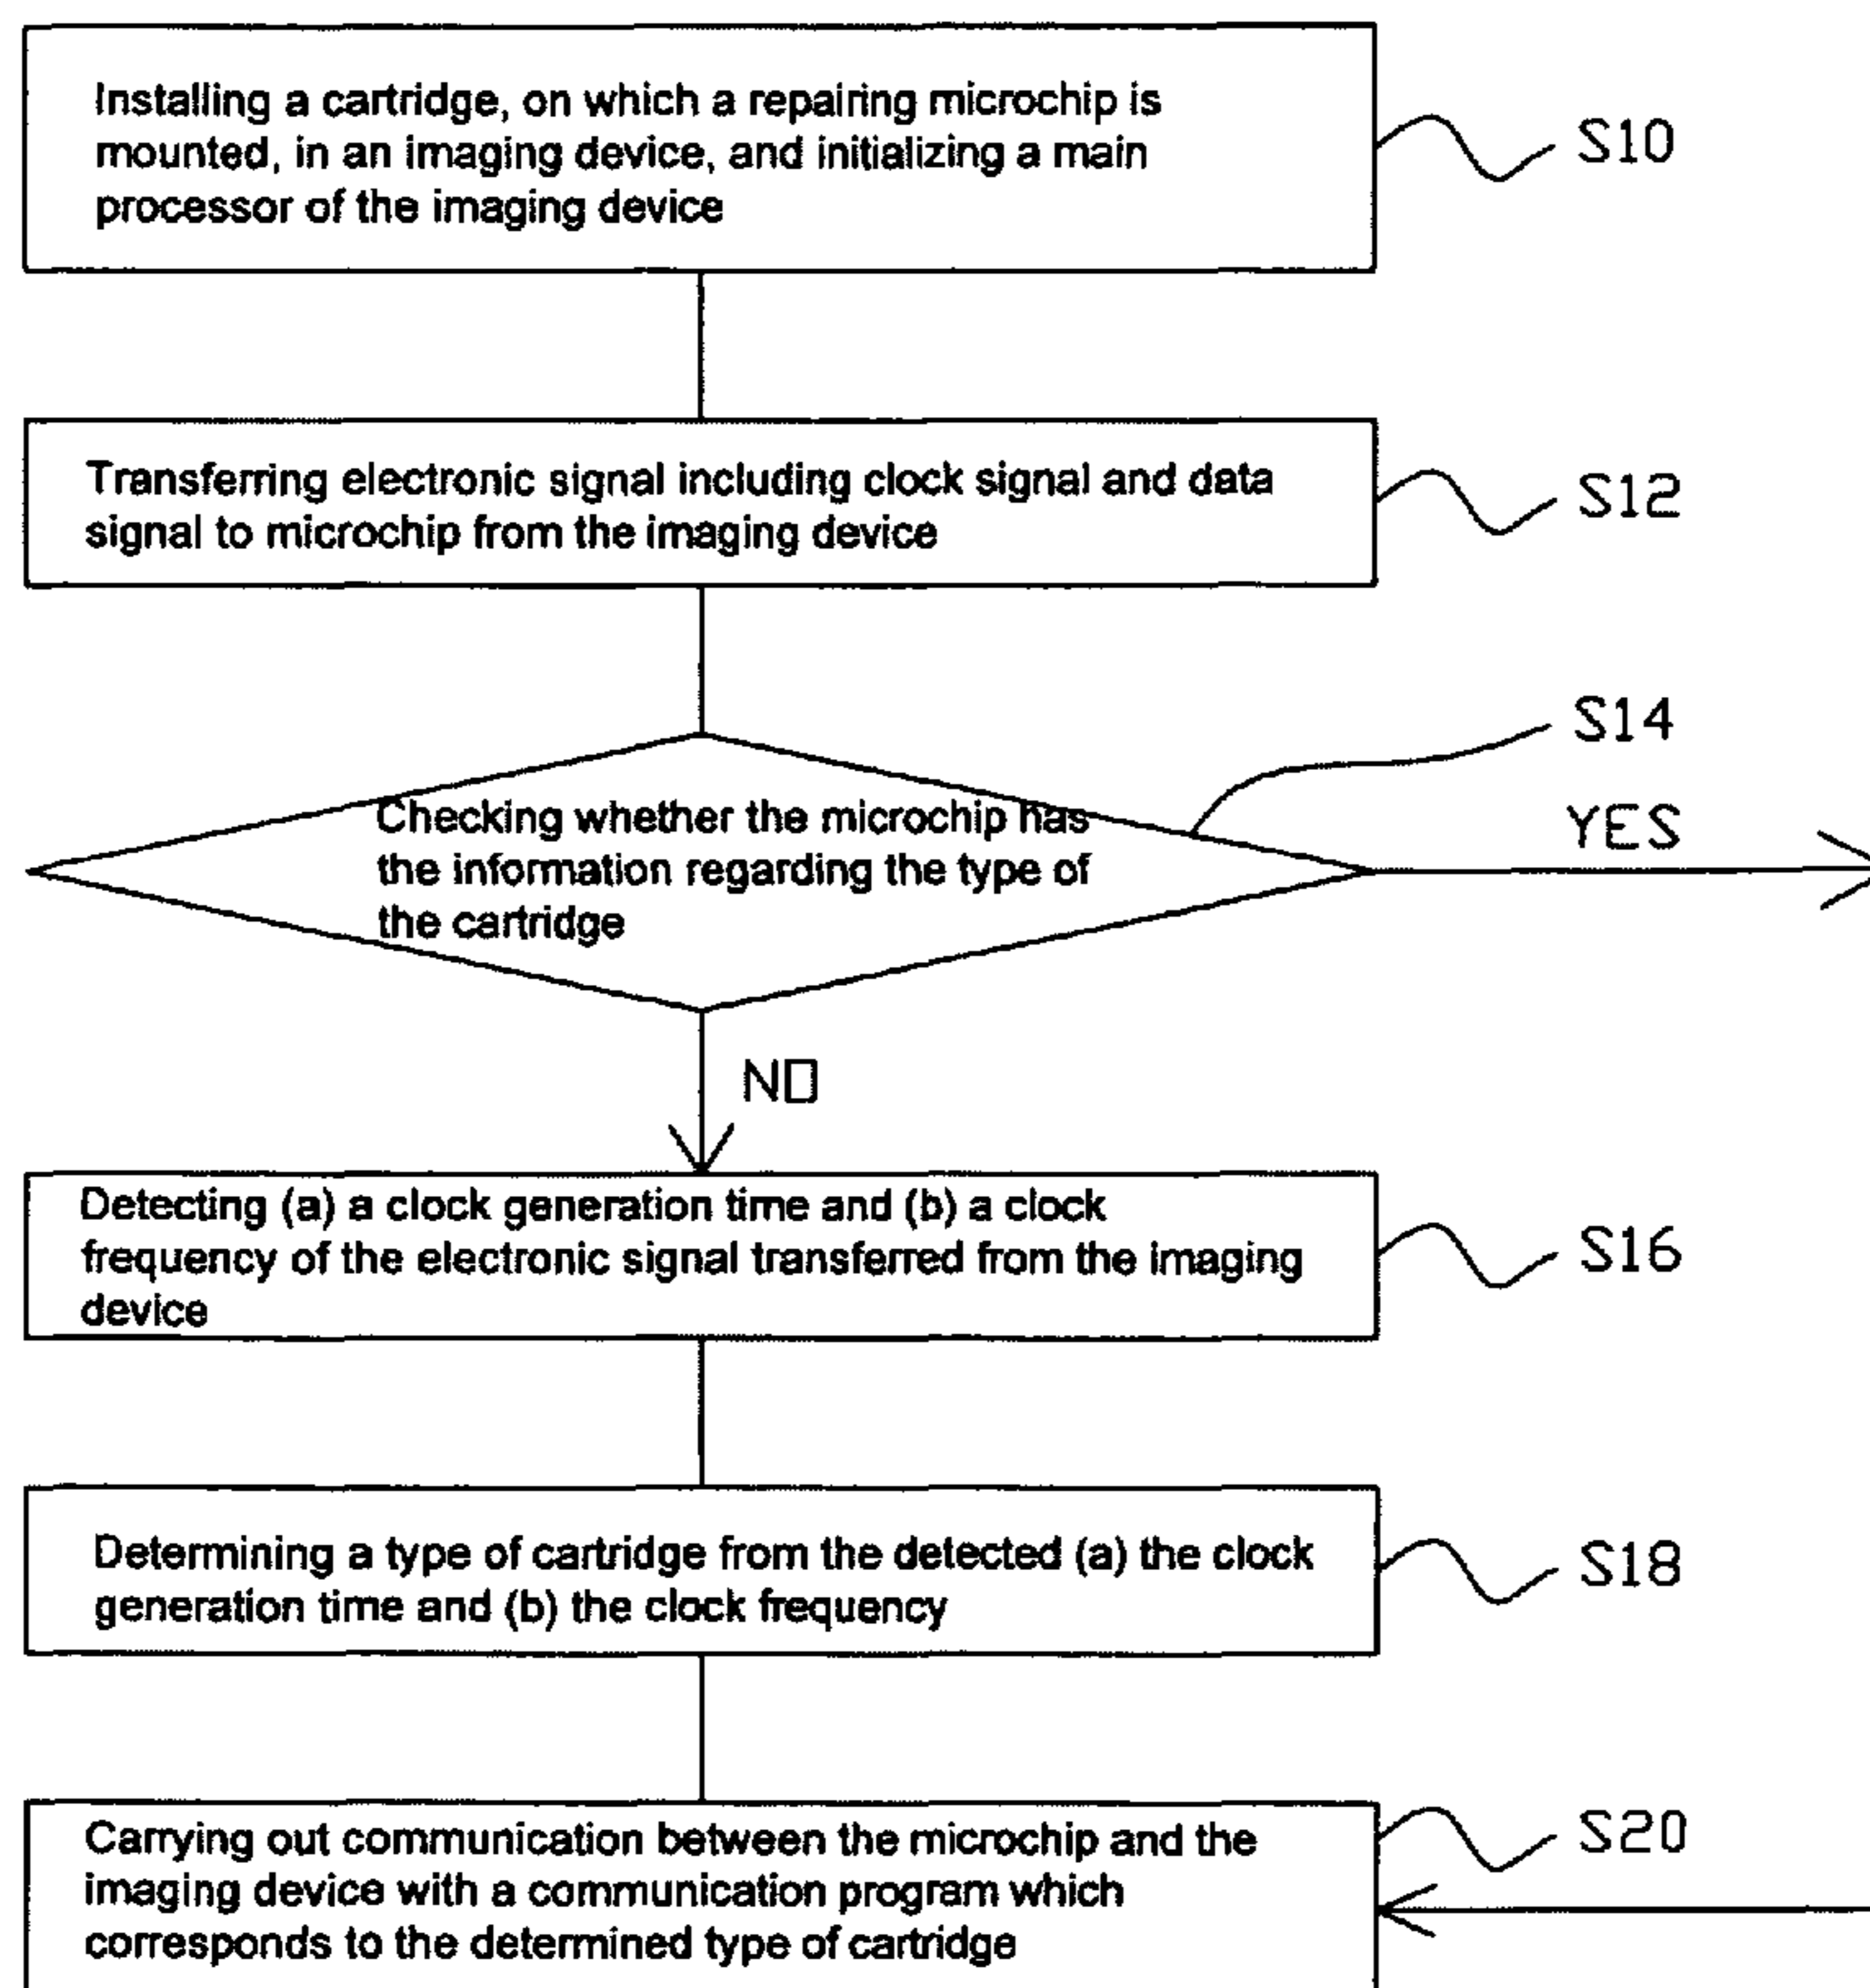 Installing a cartridge, on which a repairing microchip is
mounted, in an imaging device, and initializing a main
processor of the imaging device
S10
Transferring electronic signal including clock signal and data
signal to microchip from the imaging device
S12
S14
Checking whether the microchip has
the information regarding the type of
the cartridge
YES
NO
Detecting (a) a clock generation time and (b) a clock
frequency of the electronic signal transferred from the imaging
device
S16
Determining a type of cartridge from the detected (a) the clock
generation time and (b) the clock frequency
S18
Carrying out communication between the microchip and the
imaging device with a communication program which
corresponds to the determined type of cartridge
S20